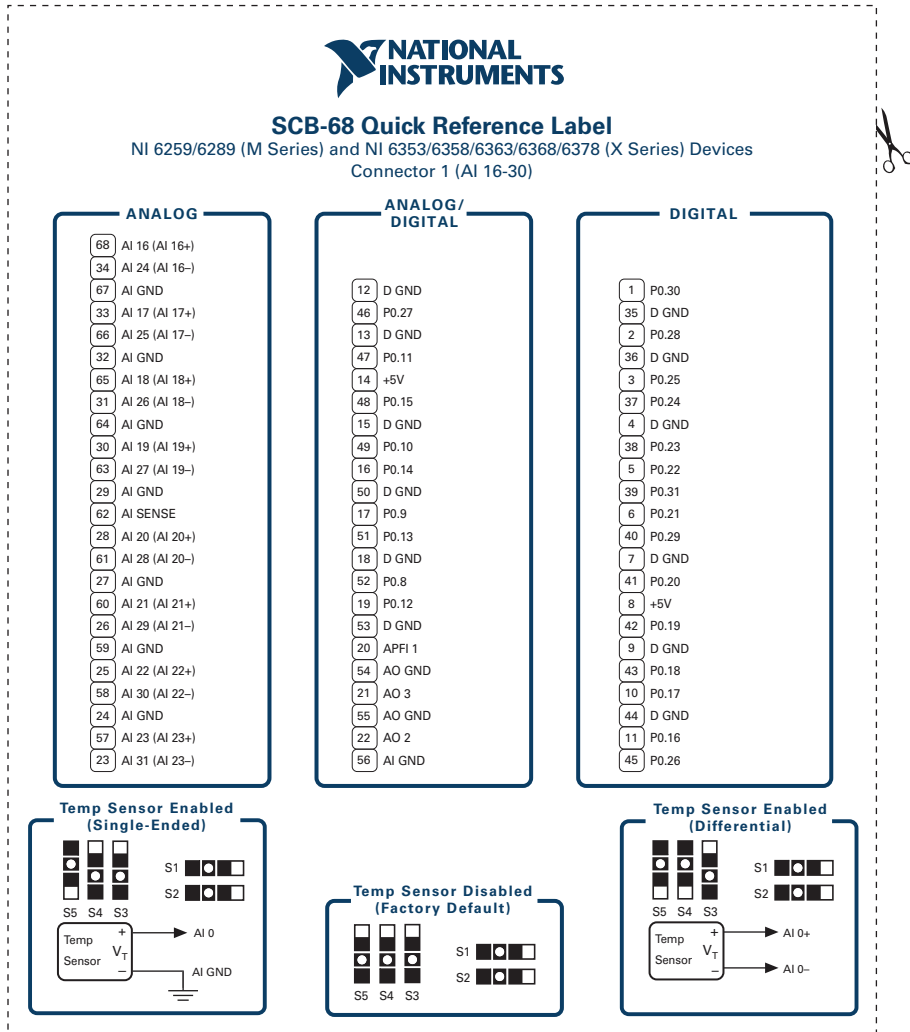 NATIONAL
INSTRUMENTS
SCB-68 Quick Reference Label
NI 6259/6289 (M Series) and NI 6353/6358/6363/6368/6378 (X Series) Devices
Connector 1 (AI 16-30)
ANALOG
68 AI 16 (AI 16+)
34 AI 24 (AI 16–)
67 AI GND
33 AI 17 (AI 17+)
66 AI 25 (AI 17–)
32 AI GND
65 AI 18 (AI 18+)
31 AI 26 (AI 18–)
64 AI GND
30 AI 19 (AI 19+)
63 AI 27 (AI 19–)
29 AI GND
62 AI SENSE
28 AI 20 (AI 20+)
61 AI 28 (AI 20–)
27 AI GND
60 AI 21 (AI 21+)
26 AI 29 (AI 21–)
59 AI GND
25 AI 22 (AI 22+)
58 AI 30 (AI 22–)
24 AI GND
57 AI 23 (AI 23+)
23 AI 31 (AI 23–)
ANALOG/
DIGITAL
12 D GND
46 P0.27
13 D GND
47 P0.11
14 +5V
48 P0.15
15 D GND
49 P0.10
16 P0.14
50 D GND
17 P0.9
51 P0.13
18 D GND
52 P0.8
19 P0.12
53 D GND
20 APFI 1
54 AO GND
21 AO 3
55 AO GND
22 AO 2
56 AI GND
DIGITAL
1 P0.30
35 D GND
2 P0.28
36 D GND
3 P0.25
37 P0.24
4 D GND
38 P0.23
5 P0.22
39 P0.31
6 P0.21
40 P0.29
7 D GND
41 P0.20
8 +5V
42 P0.19
9 D GND
43 P0.18
10 P0.17
44 D GND
11 P0.16
45 P0.26
Temp Sensor Enabled
(Single-Ended)
S1
S2
S5 S4 S3
Temp
Sensor
+
VT
–
AI 0
AI GND
Temp Sensor Disabled
(Factory Default)
S1
S2
S5 S4 S3
Temp Sensor Enabled
(Differential)
S1
S2
S5 S4 S3
Temp
Sensor
+
VT
–
AI 0+
AI 0–